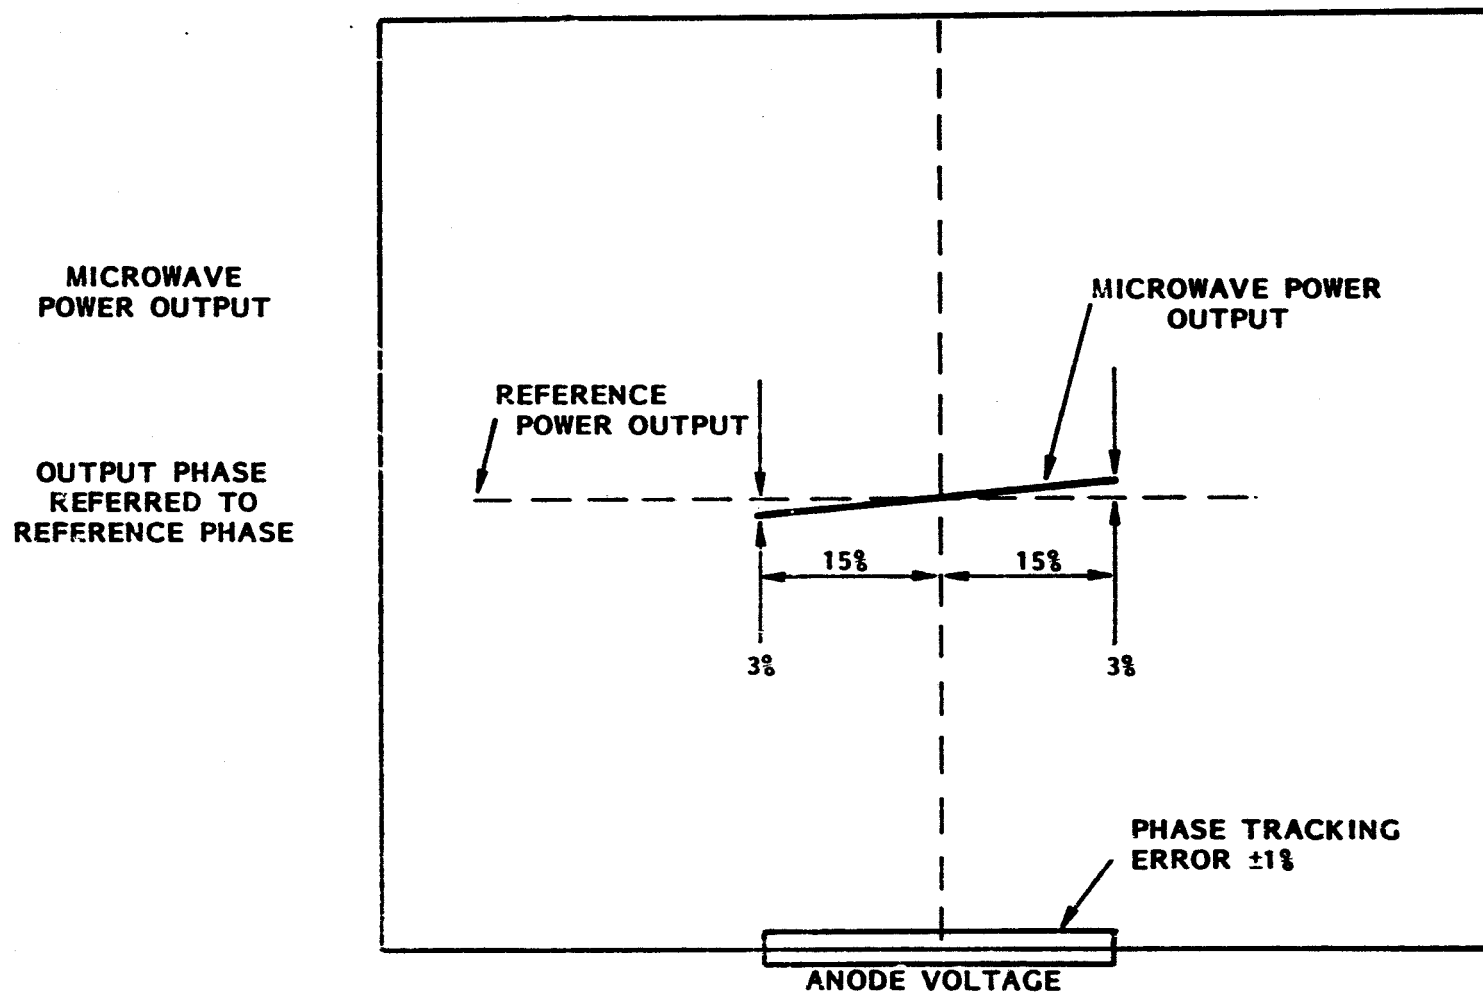 MICROWAVE
POWER OUTPUT
MICROWAVE POWER
OUTPUT
REFERENCE
POWER OUTPUT
OUTPUT PHASE
REFERRED TO
REFERENCE PHASE
15%
15%
3%
3%
PHASE TRACKING
ERROR ±1%
ANODE VOLTAGE